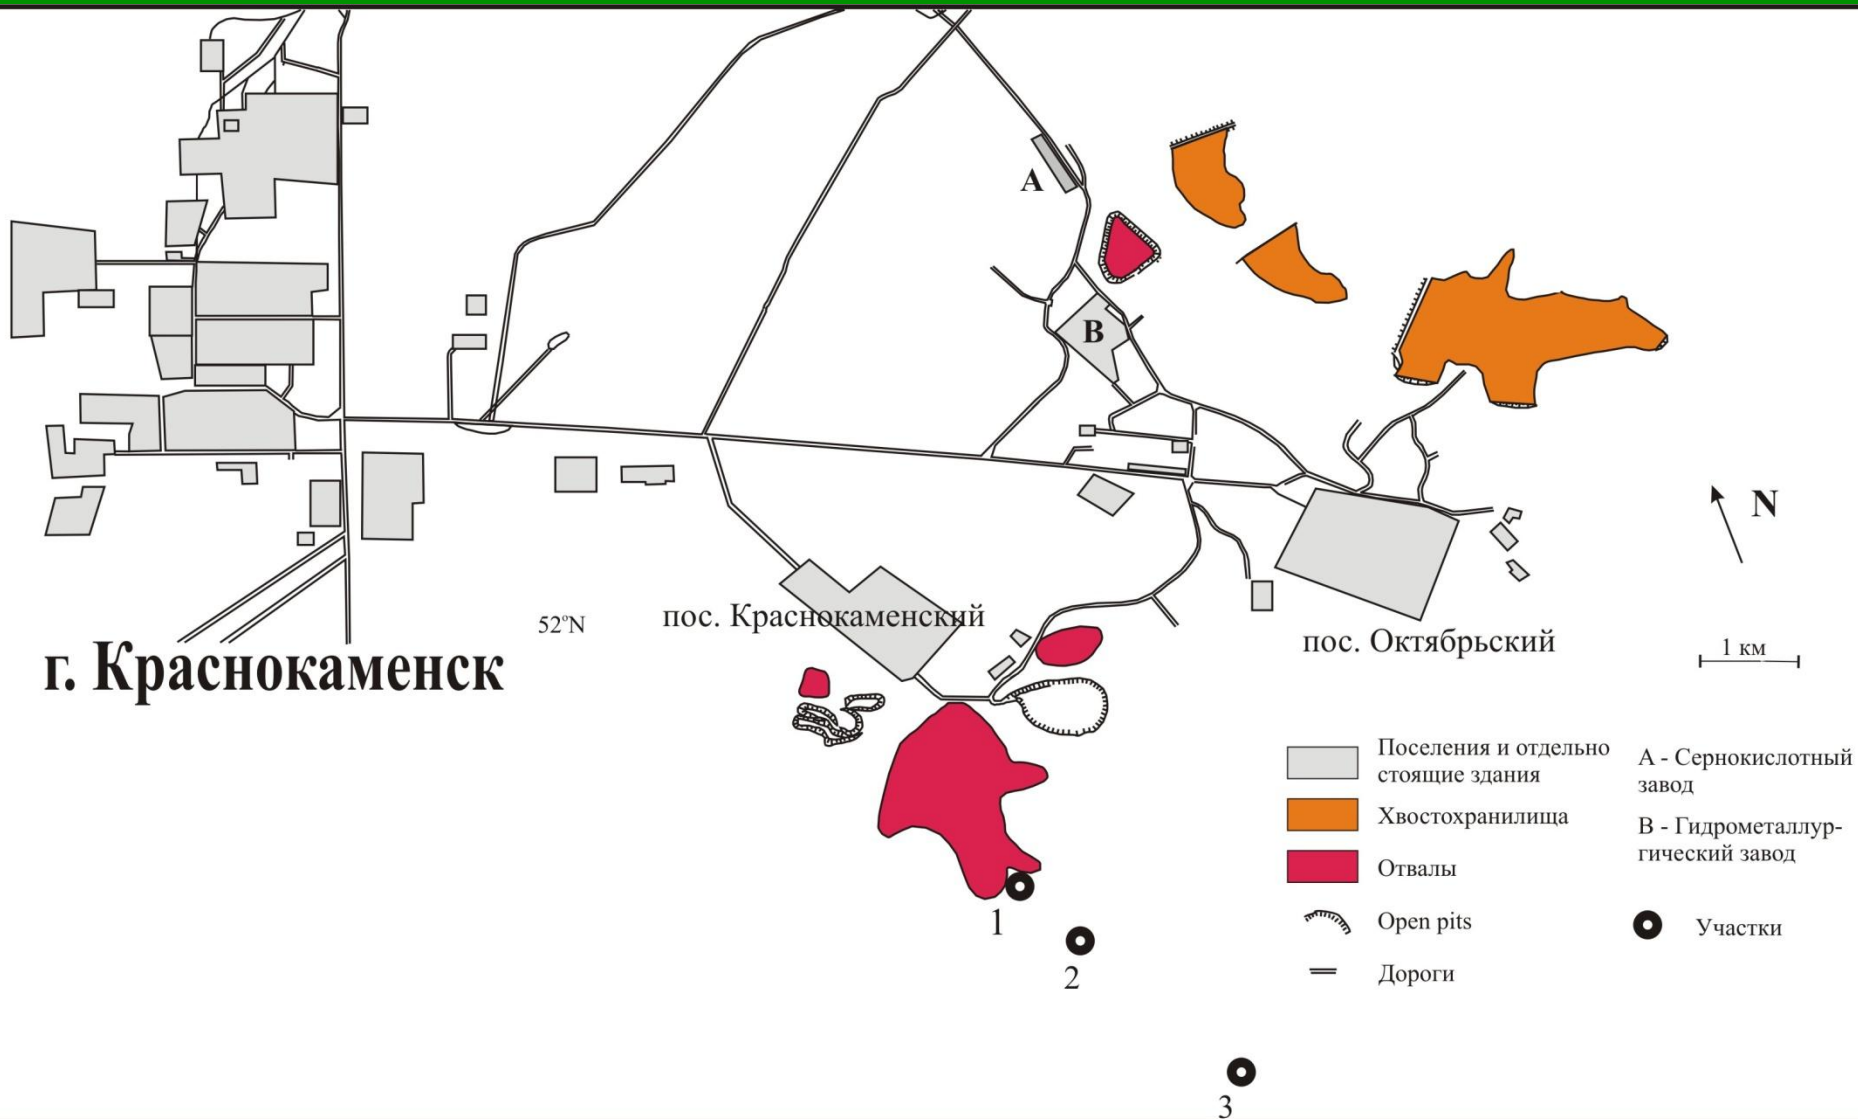 A
B
N
52°N
пос. Краснокаменский
г. Краснокаменск
пос. Октябрьский
1 км
Поселения и отдельно
стоящие здания
Хвостохранилища
Отвалы
Open pits
Дороги
А - Сернокислотный
завод
В - Гидрометаллур-
гический завод
Участки
1
2
3